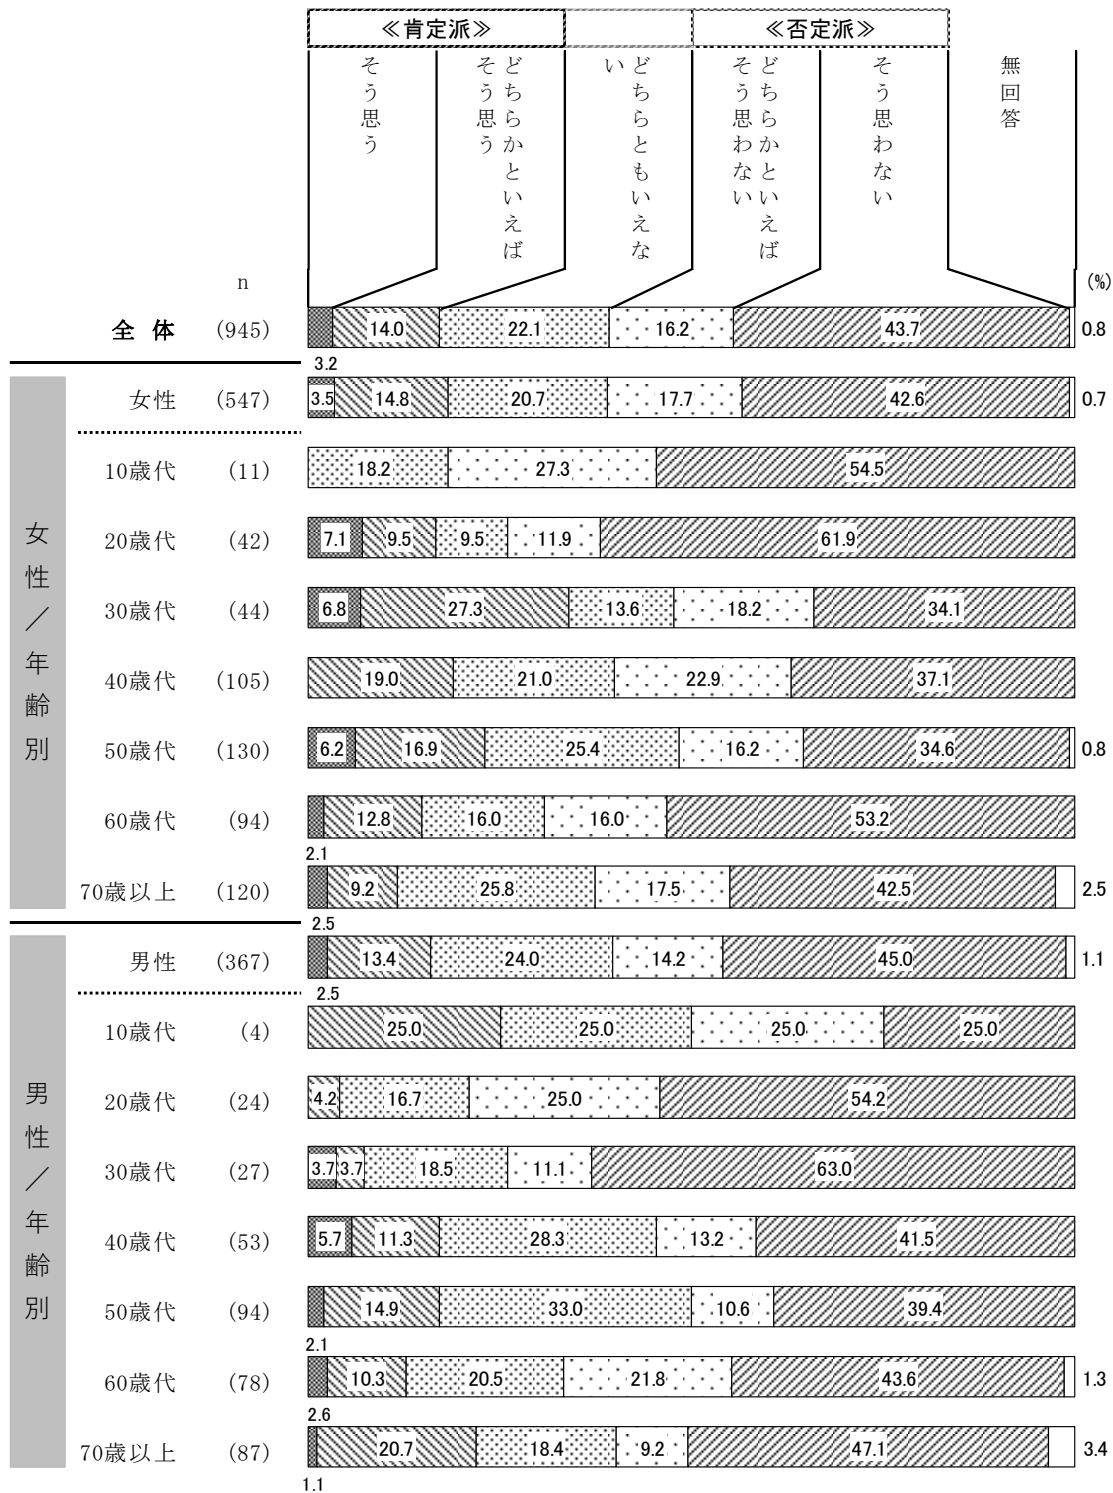 ≪肯定派≫ ≪否定派≫
そう思う
どちらかといえば
そう思う
どちらともいえな
い
どちらかといえば
そう思わない
そう思わない
無回答
n (%)
全 体 (945) 14.0 22.1 16.2 43.7 0.8
3.2
女性 (547) 3.5 14.8 20.7 17.7 42.6 0.7
女性／年齢別
10歳代 (11) 18.2 27.3 54.5
20歳代 (42) 7.1 9.5 9.5 11.9 61.9
30歳代 (44) 6.8 27.3 13.6 18.2 34.1
40歳代 (105) 19.0 21.0 22.9 37.1
50歳代 (130) 6.2 16.9 25.4 16.2 34.6 0.8
60歳代 (94) 12.8 16.0 16.0 53.2
2.1
70歳以上 (120) 9.2 25.8 17.5 42.5 2.5
2.5
男性 (367) 13.4 24.0 14.2 45.0 1.1
2.5
男性／年齢別
10歳代 (4) 25.0 25.0 25.0 25.0
20歳代 (24) 4.2 16.7 25.0 54.2
30歳代 (27) 3.7 3.7 18.5 11.1 63.0
40歳代 (53) 5.7 11.3 28.3 13.2 41.5
50歳代 (94) 14.9 33.0 10.6 39.4
2.1
60歳代 (78) 10.3 20.5 21.8 43.6 1.3
2.6
70歳以上 (87) 20.7 18.4 9.2 47.1 3.4
1.1